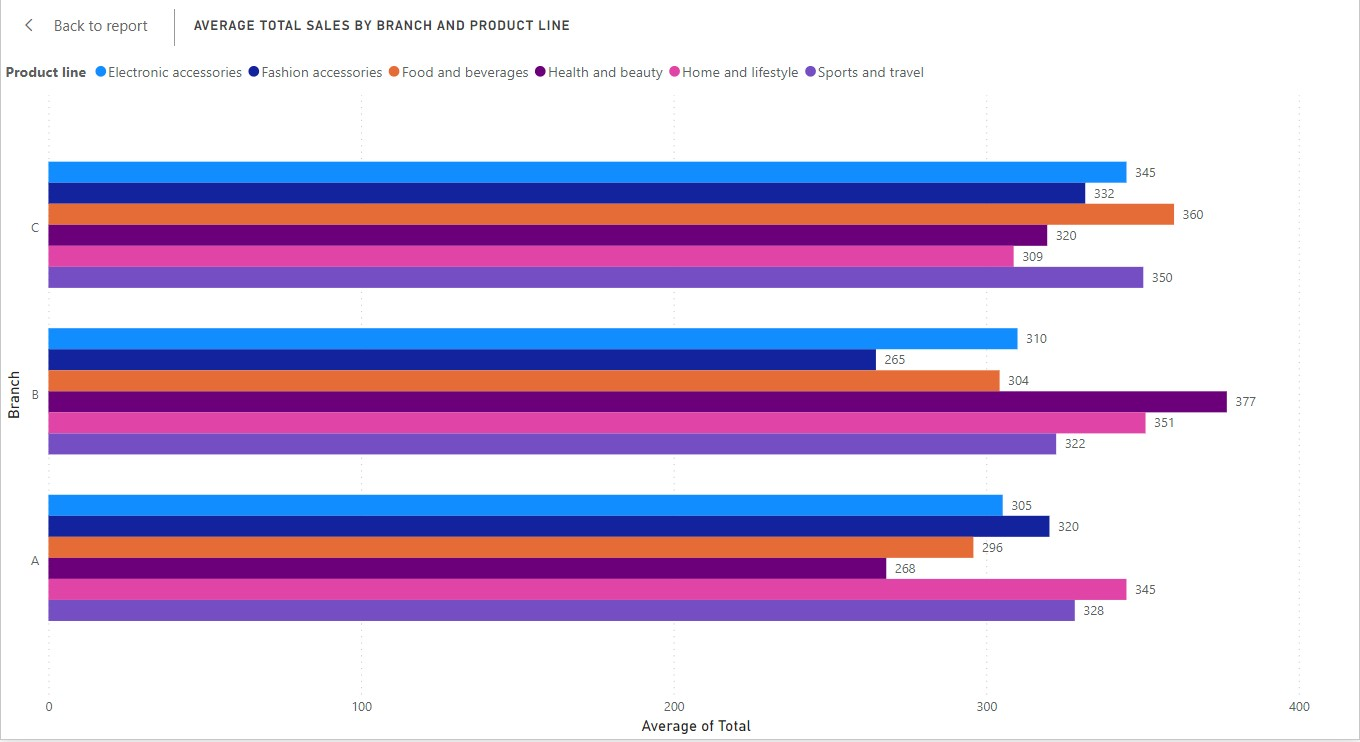 Back to report
AVERAGE TOTAL SALES BY BRANCH AND PRODUCT LINE
Product line Electronic accessories Fashion accessories Food and beverages Health and beauty Home and lifestyle Sports and travel
Branch
C
345
332
360
320
309
350
B
310
265
304
377
351
322
A
305
320
296
268
345
328
0 100 200 300 400
Average of Total